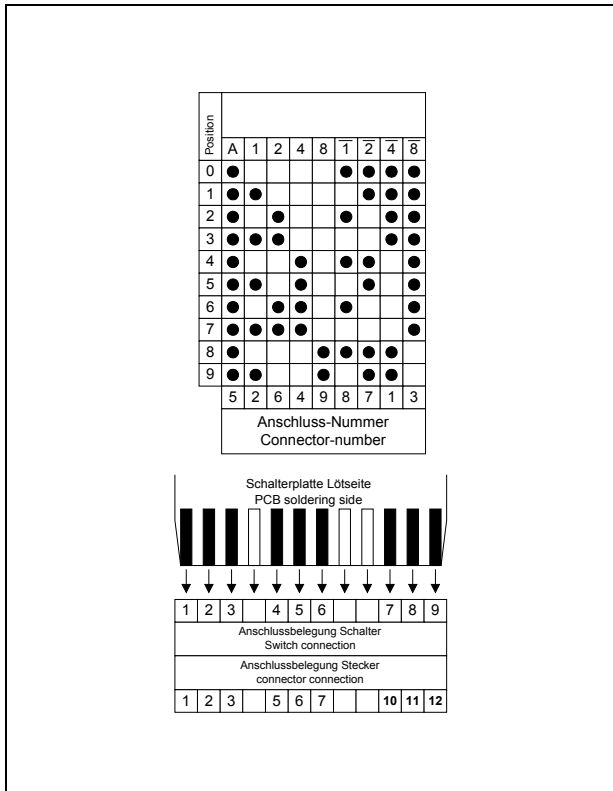 Position
A 1 2 4 8 1̅ 2̅ 4̅ 8̅
0
1
2
3
4
5
6
7
8
9
5 2 6 4 9 8 7 1 3
Anschluss-Nummer
Connector-number
Schalterplatte Lötseite
PCB soldering side
1 2 3 4 5 6 7 8 9
Anschlussbelegung Schalter
Switch connection
Anschlussbelegung Stecker
connector connection
1 2 3 5 6 7 10 11 12